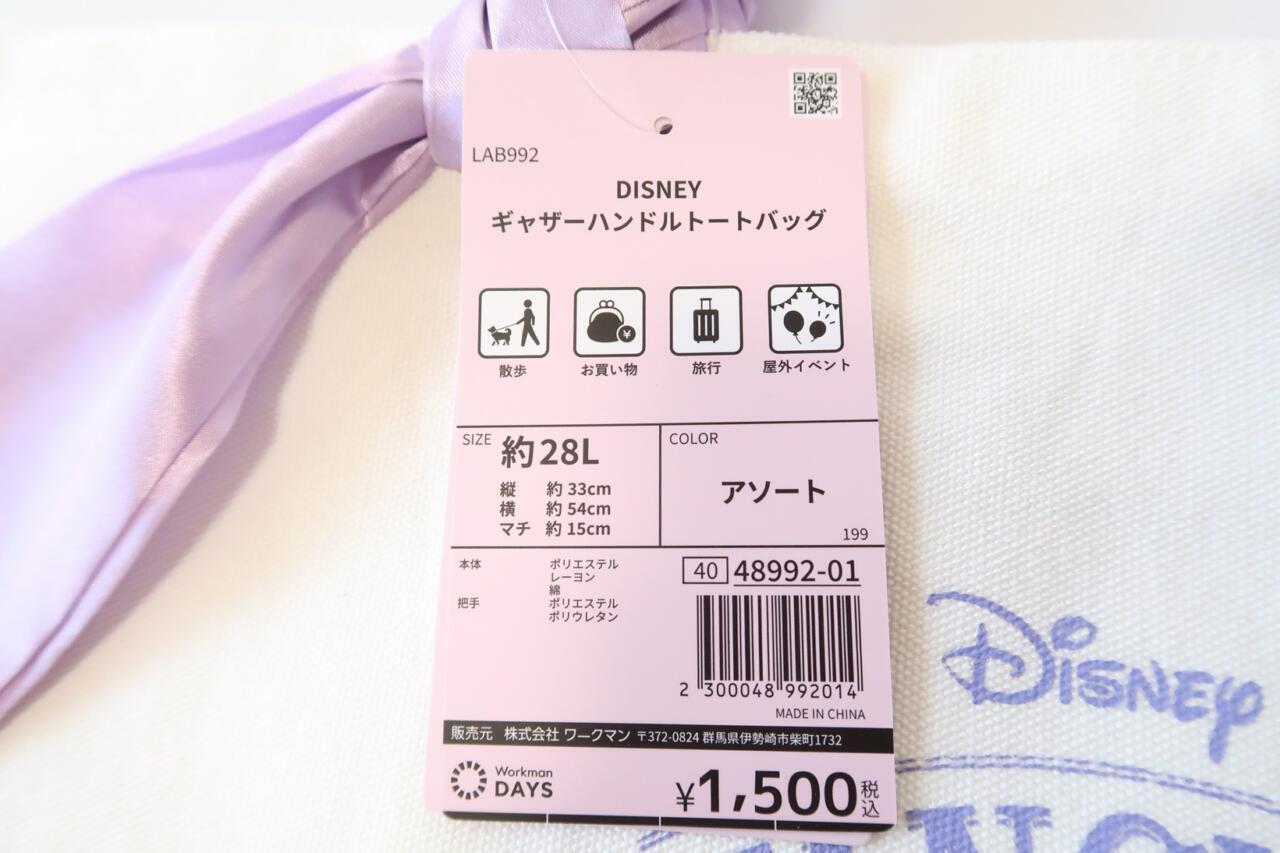 LAB992
DISNEY
ギャザーハンドルトートバッグ
散歩 お買い物 旅行 屋外イベント
SIZE 約28L
縦 約33cm
横 約54cm
マチ 約15cm
COLOR
アソート
199
本体 ポリエステル
レーヨン
綿
把手 ポリエステル
ポリウレタン
40 48992-01
2 300048 992014
MADE IN CHINA
販売元 株式会社 ワークマン 〒372-0824 群馬県伊勢崎市柴町1732
Workman
DAYS
¥1,500税込
Disney